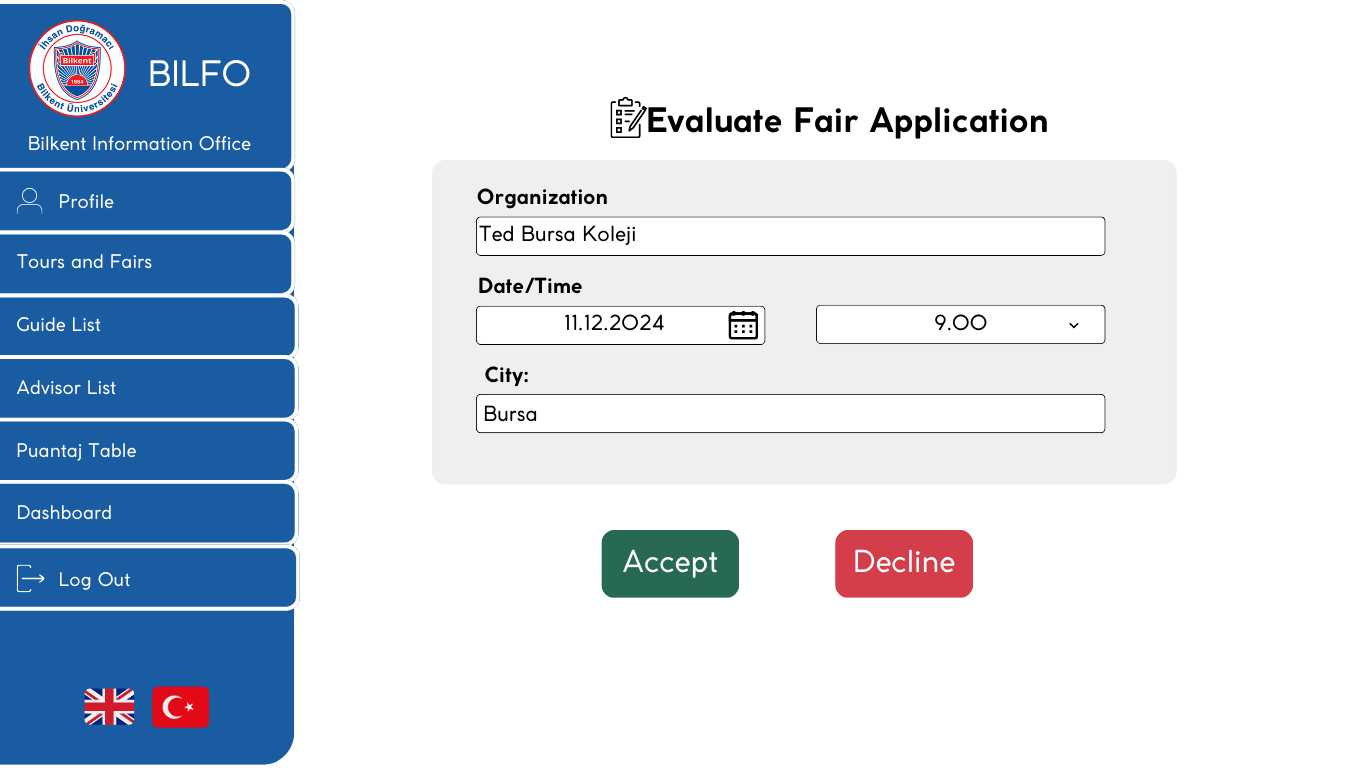 İhsan Doğramacı
Bilkent
1984
Bilkent Üniversitesi
BILFO
Bilkent Information Office
Profile
Tours and Fairs
Guide List
Advisor List
Puantaj Table
Dashboard
Log Out
Evaluate Fair Application
Organization
Ted Bursa Koleji
Date/Time
11.12.2024
9.00
City:
Bursa
Accept
Decline